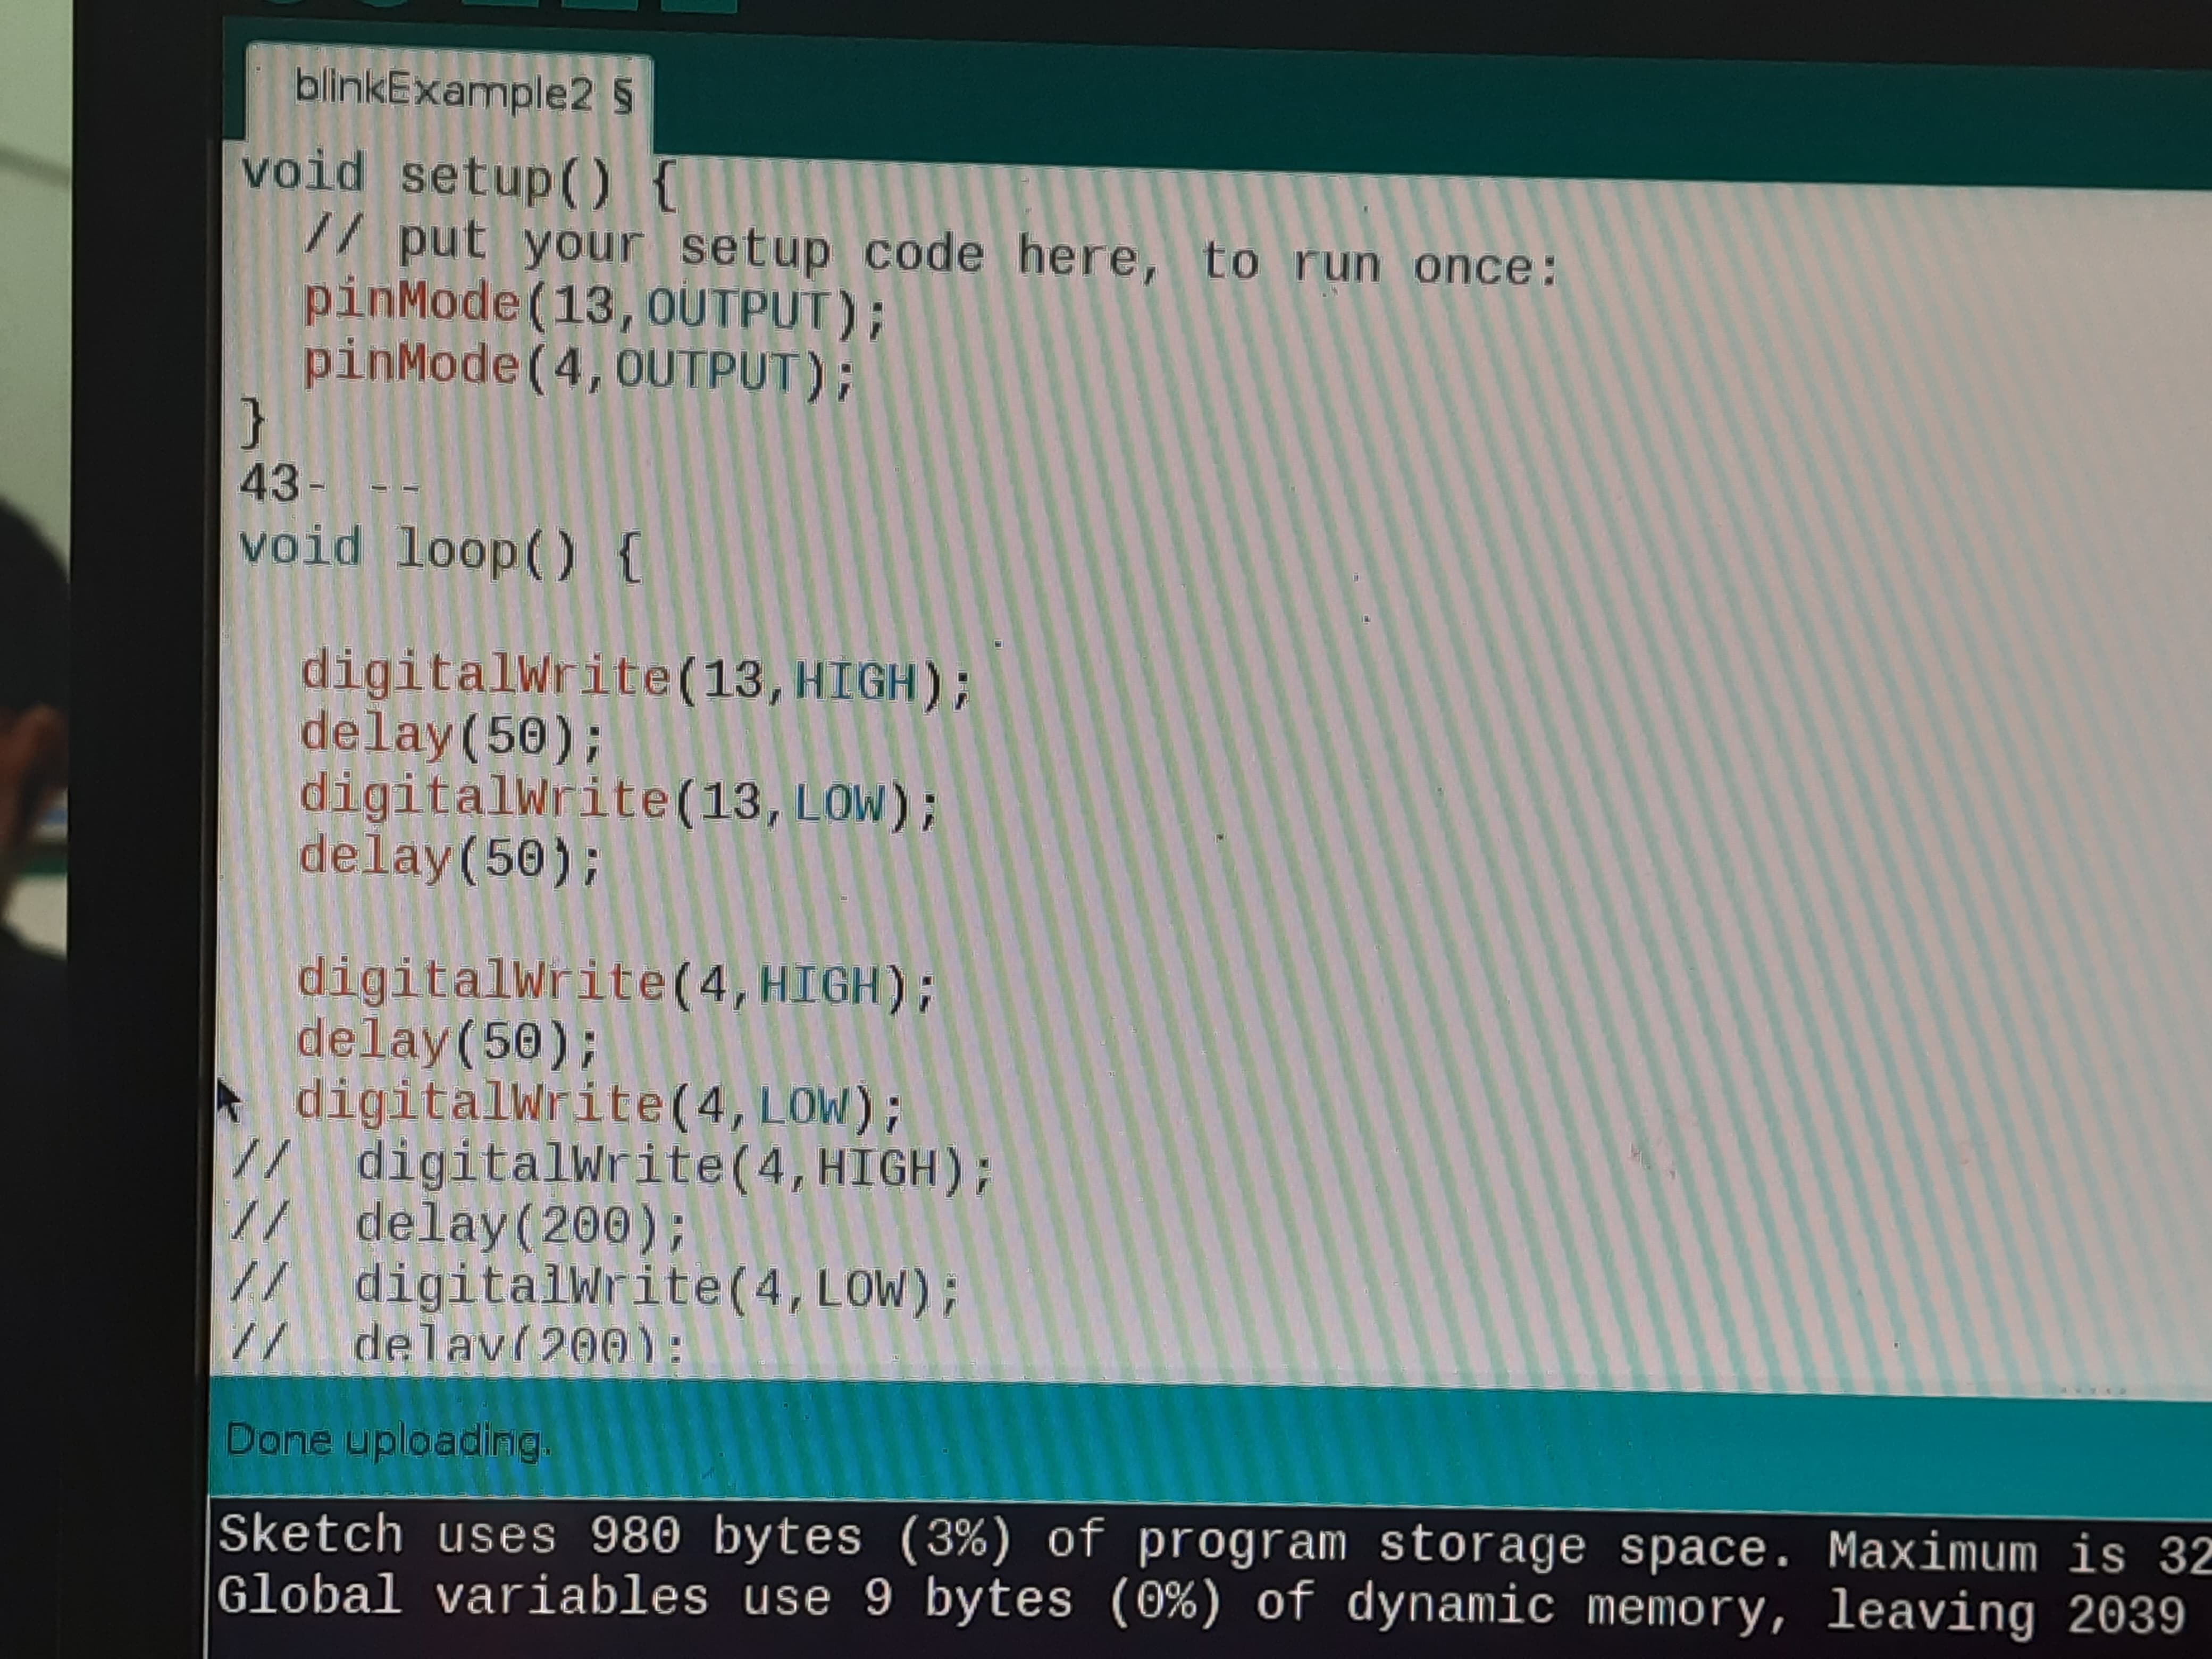 blinkExample2 §
void setup() {
  // put your setup code here, to run once:
  pinMode(13,OUTPUT);
  pinMode(4,OUTPUT);
}
43- --
void loop() {

  digitalWrite(13,HIGH);
  delay(50);
  digitalWrite(13,LOW);
  delay(50);

  digitalWrite(4,HIGH);
  delay(50);
  digitalWrite(4,LOW);
//  digitalWrite(4,HIGH);
//  delay(200);
//  digitalWrite(4,LOW);
//  delay(200);
Done uploading.
Sketch uses 980 bytes (3%) of program storage space. Maximum is 32
Global variables use 9 bytes (0%) of dynamic memory, leaving 2039